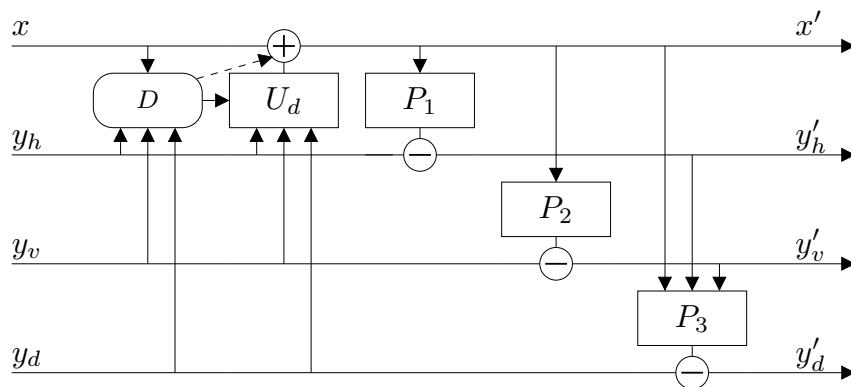 x x′
+
D U_d P_1
y_h − y′_h
P_2
y_v − y′_v
P_3
y_d − y′_d